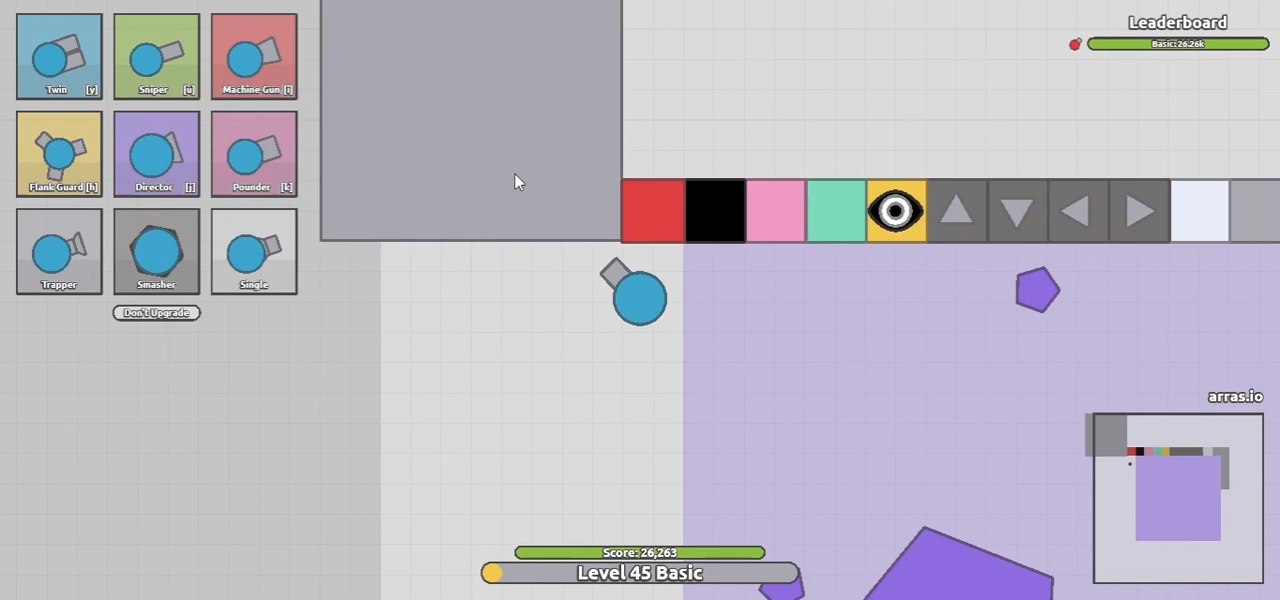 Leaderboard
Basic: 26.26k
Twin [y]
Sniper [u]
Machine Gun [i]
Flank Guard [h]
Director [j]
Pounder [k]
Trapper
Smasher
Single
Don't Upgrade
arras.io
Score: 26,263
Level 45 Basic